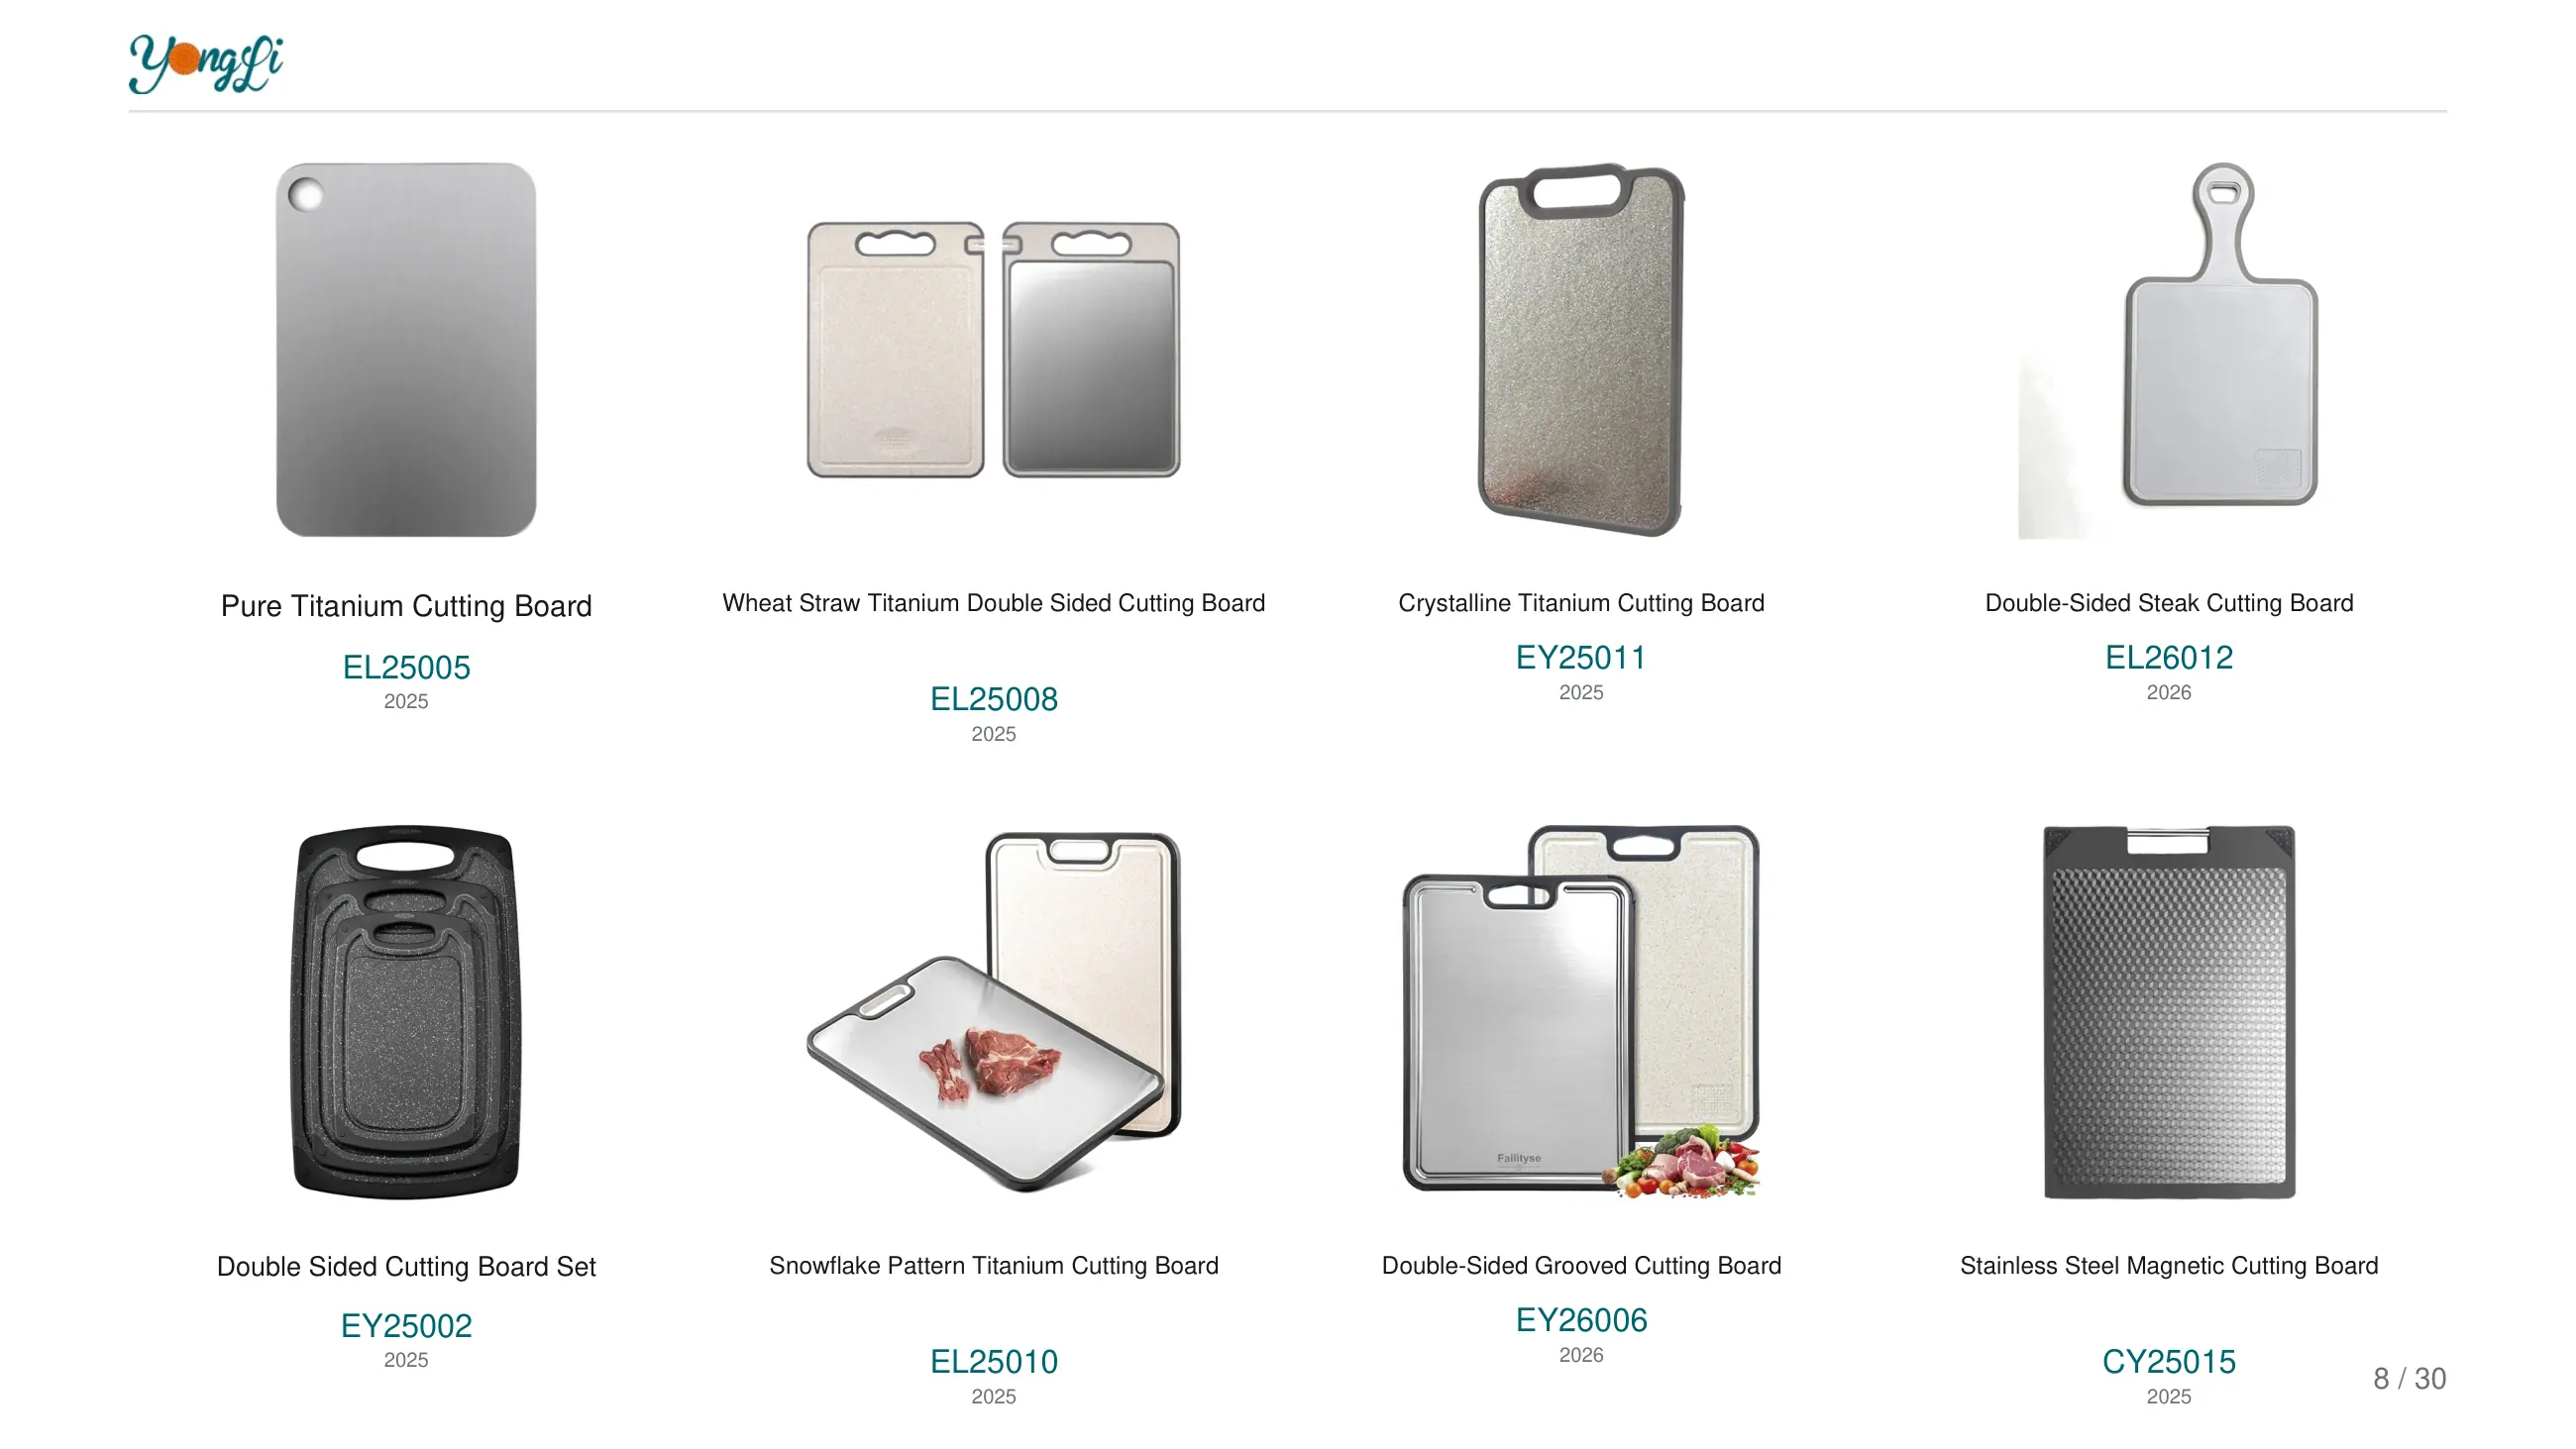 YongLi
Pure Titanium Cutting Board
EL25005
2025
Wheat Straw Titanium Double Sided Cutting Board
EL25008
2025
Crystalline Titanium Cutting Board
EY25011
2025
Double-Sided Steak Cutting Board
EL26012
2026
Failityse
Double Sided Cutting Board Set
EY25002
2025
Snowflake Pattern Titanium Cutting Board
EL25010
2025
Double-Sided Grooved Cutting Board
EY26006
2026
Stainless Steel Magnetic Cutting Board
CY25015
2025
8 / 30